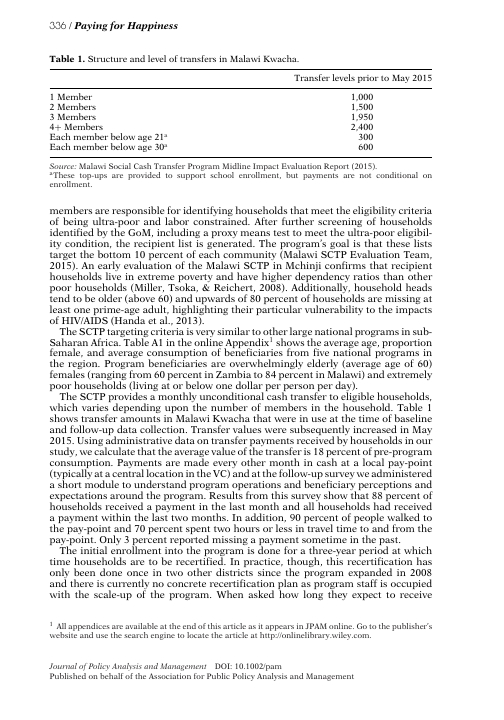 336 / Paying for Happiness
Table 1. Structure and level of transfers in Malawi Kwacha.
Transfer levels prior to May 2015
1 Member 1,000
2 Members 1,500
3 Members 1,950
4+ Members 2,400
Each member below age 21ᵃ 300
Each member below age 30ᵃ 600
Source: Malawi Social Cash Transfer Program Midline Impact Evaluation Report (2015).
ᵃThese top-ups are provided to support school enrollment, but payments are not conditional on
enrollment.
members are responsible for identifying households that meet the eligibility criteria
of being ultra-poor and labor constrained. After further screening of households
identified by the GoM, including a proxy means test to meet the ultra-poor eligibil-
ity condition, the recipient list is generated. The program's goal is that these lists
target the bottom 10 percent of each community (Malawi SCTP Evaluation Team,
2015). An early evaluation of the Malawi SCTP in Mchinji confirms that recipient
households live in extreme poverty and have higher dependency ratios than other
poor households (Miller, Tsoka, & Reichert, 2008). Additionally, household heads
tend to be older (above 60) and upwards of 80 percent of households are missing at
least one prime-age adult, highlighting their particular vulnerability to the impacts
of HIV/AIDS (Handa et al., 2013).
The SCTP targeting criteria is very similar to other large national programs in sub-
Saharan Africa. Table A1 in the online Appendix¹ shows the average age, proportion
female, and average consumption of beneficiaries from five national programs in
the region. Program beneficiaries are overwhelmingly elderly (average age of 60)
females (ranging from 60 percent in Zambia to 84 percent in Malawi) and extremely
poor households (living at or below one dollar per person per day).
The SCTP provides a monthly unconditional cash transfer to eligible households,
which varies depending upon the number of members in the household. Table 1
shows transfer amounts in Malawi Kwacha that were in use at the time of baseline
and follow-up data collection. Transfer values were subsequently increased in May
2015. Using administrative data on transfer payments received by households in our
study, we calculate that the average value of the transfer is 18 percent of pre-program
consumption. Payments are made every other month in cash at a local pay-point
(typically at a central location in the VC) and at the follow-up survey we administered
a short module to understand program operations and beneficiary perceptions and
expectations around the program. Results from this survey show that 88 percent of
households received a payment in the last month and all households had received
a payment within the last two months. In addition, 90 percent of people walked to
the pay-point and 70 percent spent two hours or less in travel time to and from the
pay-point. Only 3 percent reported missing a payment sometime in the past.
The initial enrollment into the program is done for a three-year period at which
time households are to be recertified. In practice, though, this recertification has
only been done once in two other districts since the program expanded in 2008
and there is currently no concrete recertification plan as program staff is occupied
with the scale-up of the program. When asked how long they expect to receive
¹ All appendices are available at the end of this article as it appears in JPAM online. Go to the publisher's
website and use the search engine to locate the article at http://onlinelibrary.wiley.com.
Journal of Policy Analysis and Management DOI: 10.1002/pam
Published on behalf of the Association for Public Policy Analysis and Management